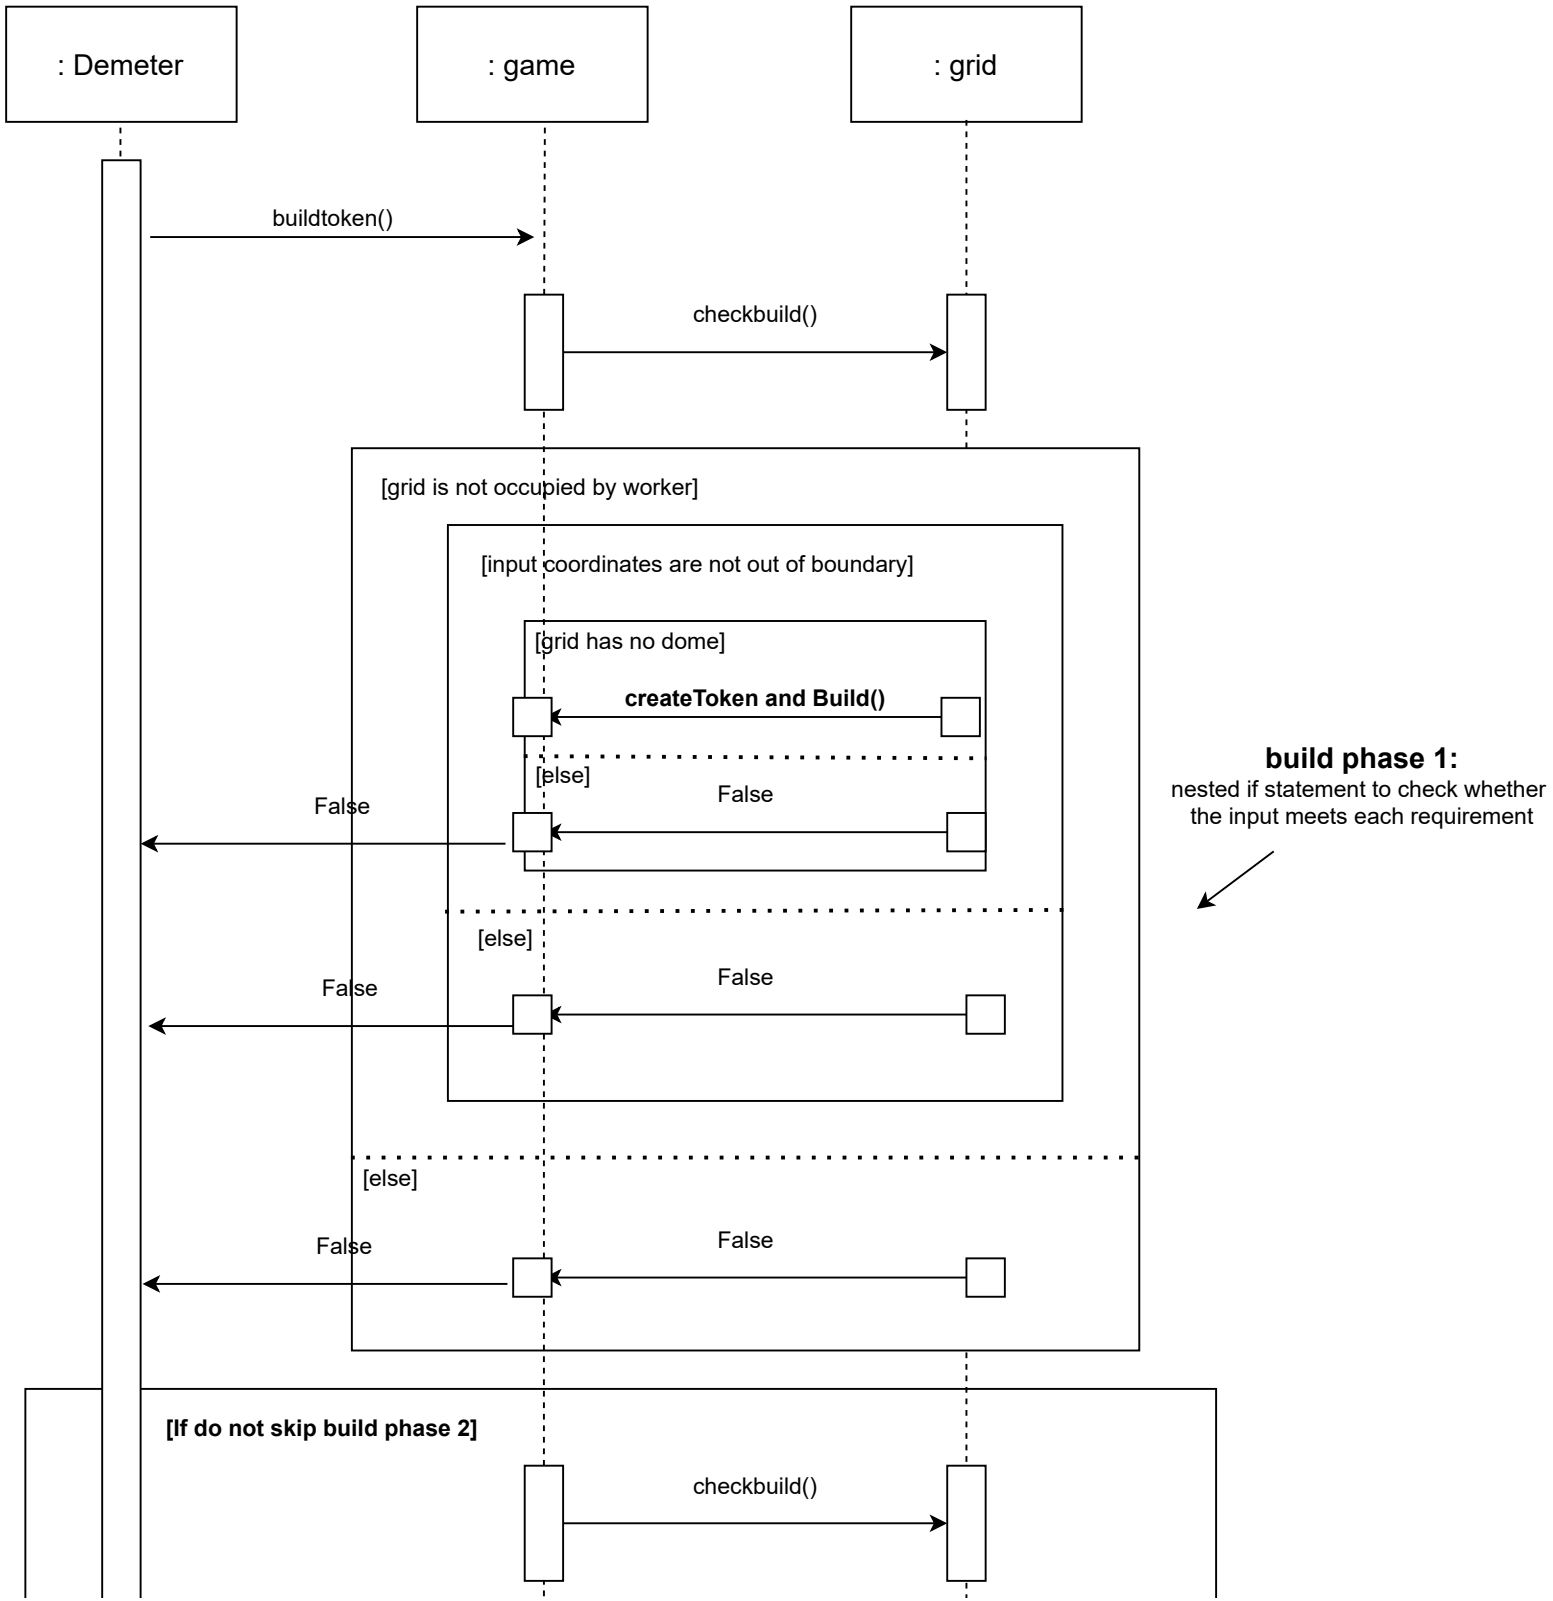 : Demeter
: game
: grid
buildtoken()
checkbuild()
[grid is not occupied by worker]
[input coordinates are not out of boundary]
[grid has no dome]
createToken and Build()
[else]
False
False
build phase 1:
nested if statement to check whether
the input meets each requirement
[else]
False
False
[else]
False
False
[If do not skip build phase 2]
checkbuild()